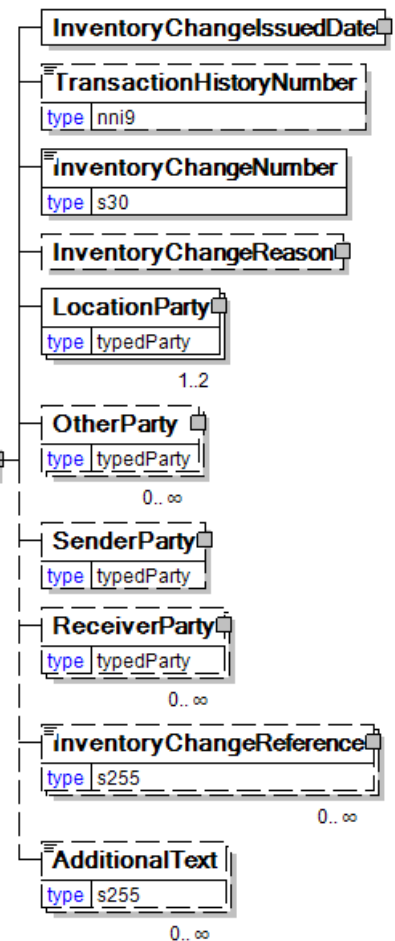 InventoryChangeIssuedDate
TransactionHistoryNumber
type nni9
InventoryChangeNumber
type s30
InventoryChangeReason
LocationParty
type typedParty
1..2
OtherParty
type typedParty
0..∞
SenderParty
type typedParty
ReceiverParty
type typedParty
0..∞
InventoryChangeReference
type s255
0..∞
AdditionalText
type s255
0..∞